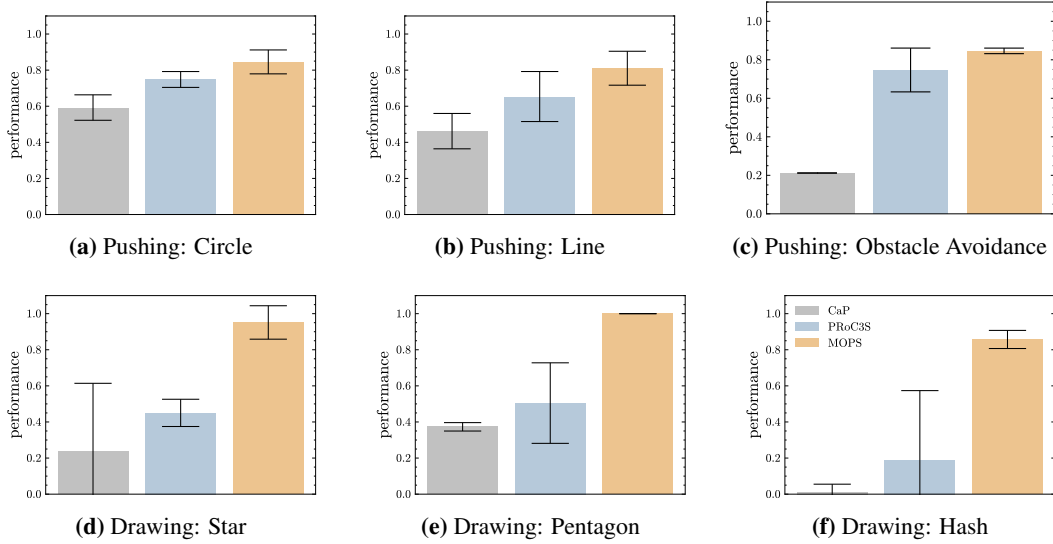 1.0
0.8
0.6
0.4
0.2
0.0
performance
(a) Pushing: Circle
1.0
0.8
0.6
0.4
0.2
0.0
performance
(b) Pushing: Line
1.0
0.8
0.6
0.4
0.2
0.0
performance
(c) Pushing: Obstacle Avoidance
1.0
0.8
0.6
0.4
0.2
0.0
performance
(d) Drawing: Star
1.0
0.8
0.6
0.4
0.2
0.0
performance
(e) Drawing: Pentagon
1.0
0.8
0.6
0.4
0.2
0.0
performance
CaP
PRoC3S
MOPS
(f) Drawing: Hash